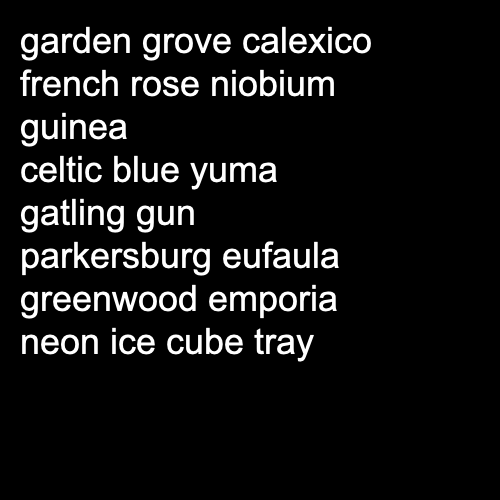 garden grove calexico
french rose niobium
guinea
celtic blue yuma
gatling gun
parkersburg eufaula
greenwood emporia
neon ice cube tray